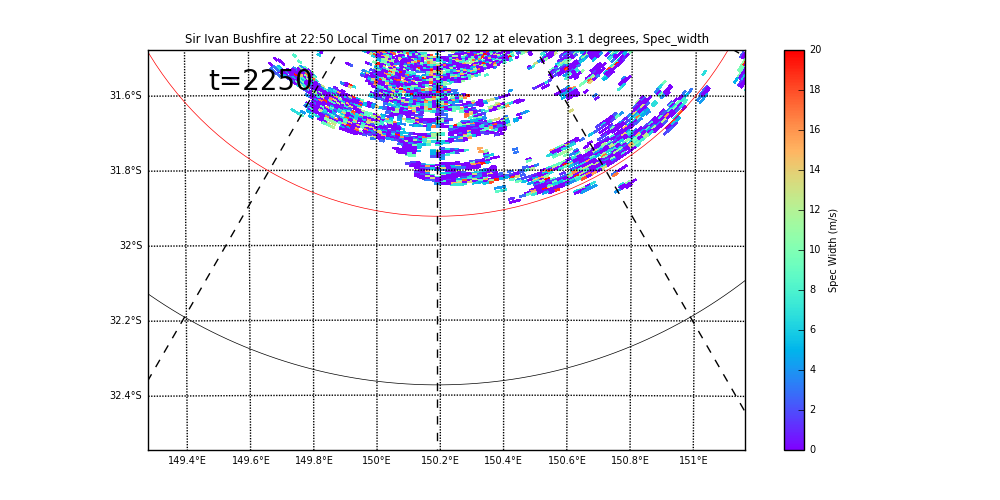 Sir Ivan Bushfire at 22:50 Local Time on 2017 02 12 at elevation 3.1 degrees, Spec_width
t=2250
31.6°S
31.8°S
32°S
32.2°S
32.4°S
149.4°E 149.6°E 149.8°E 150°E 150.2°E 150.4°E 150.6°E 150.8°E 151°E
20
18
16
14
12
10
8
6
4
2
0
Spec Width (m/s)